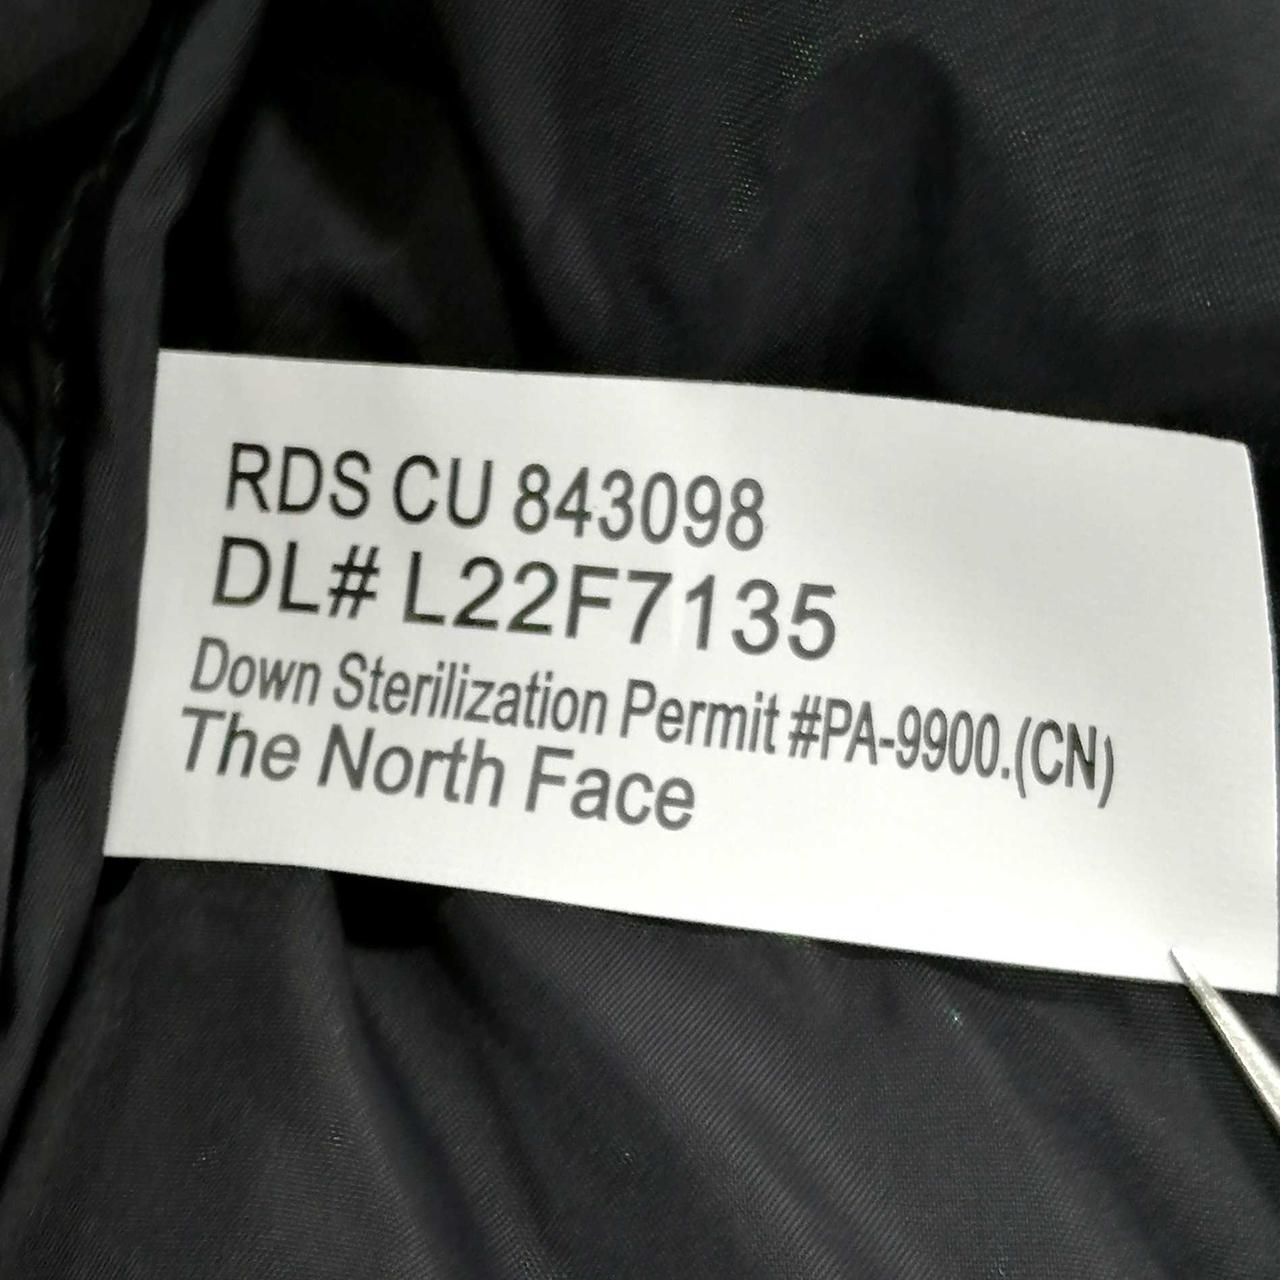 RDS CU 843098
DL# L22F7135
Down Sterilization Permit #PA-9900.(CN)
The North Face